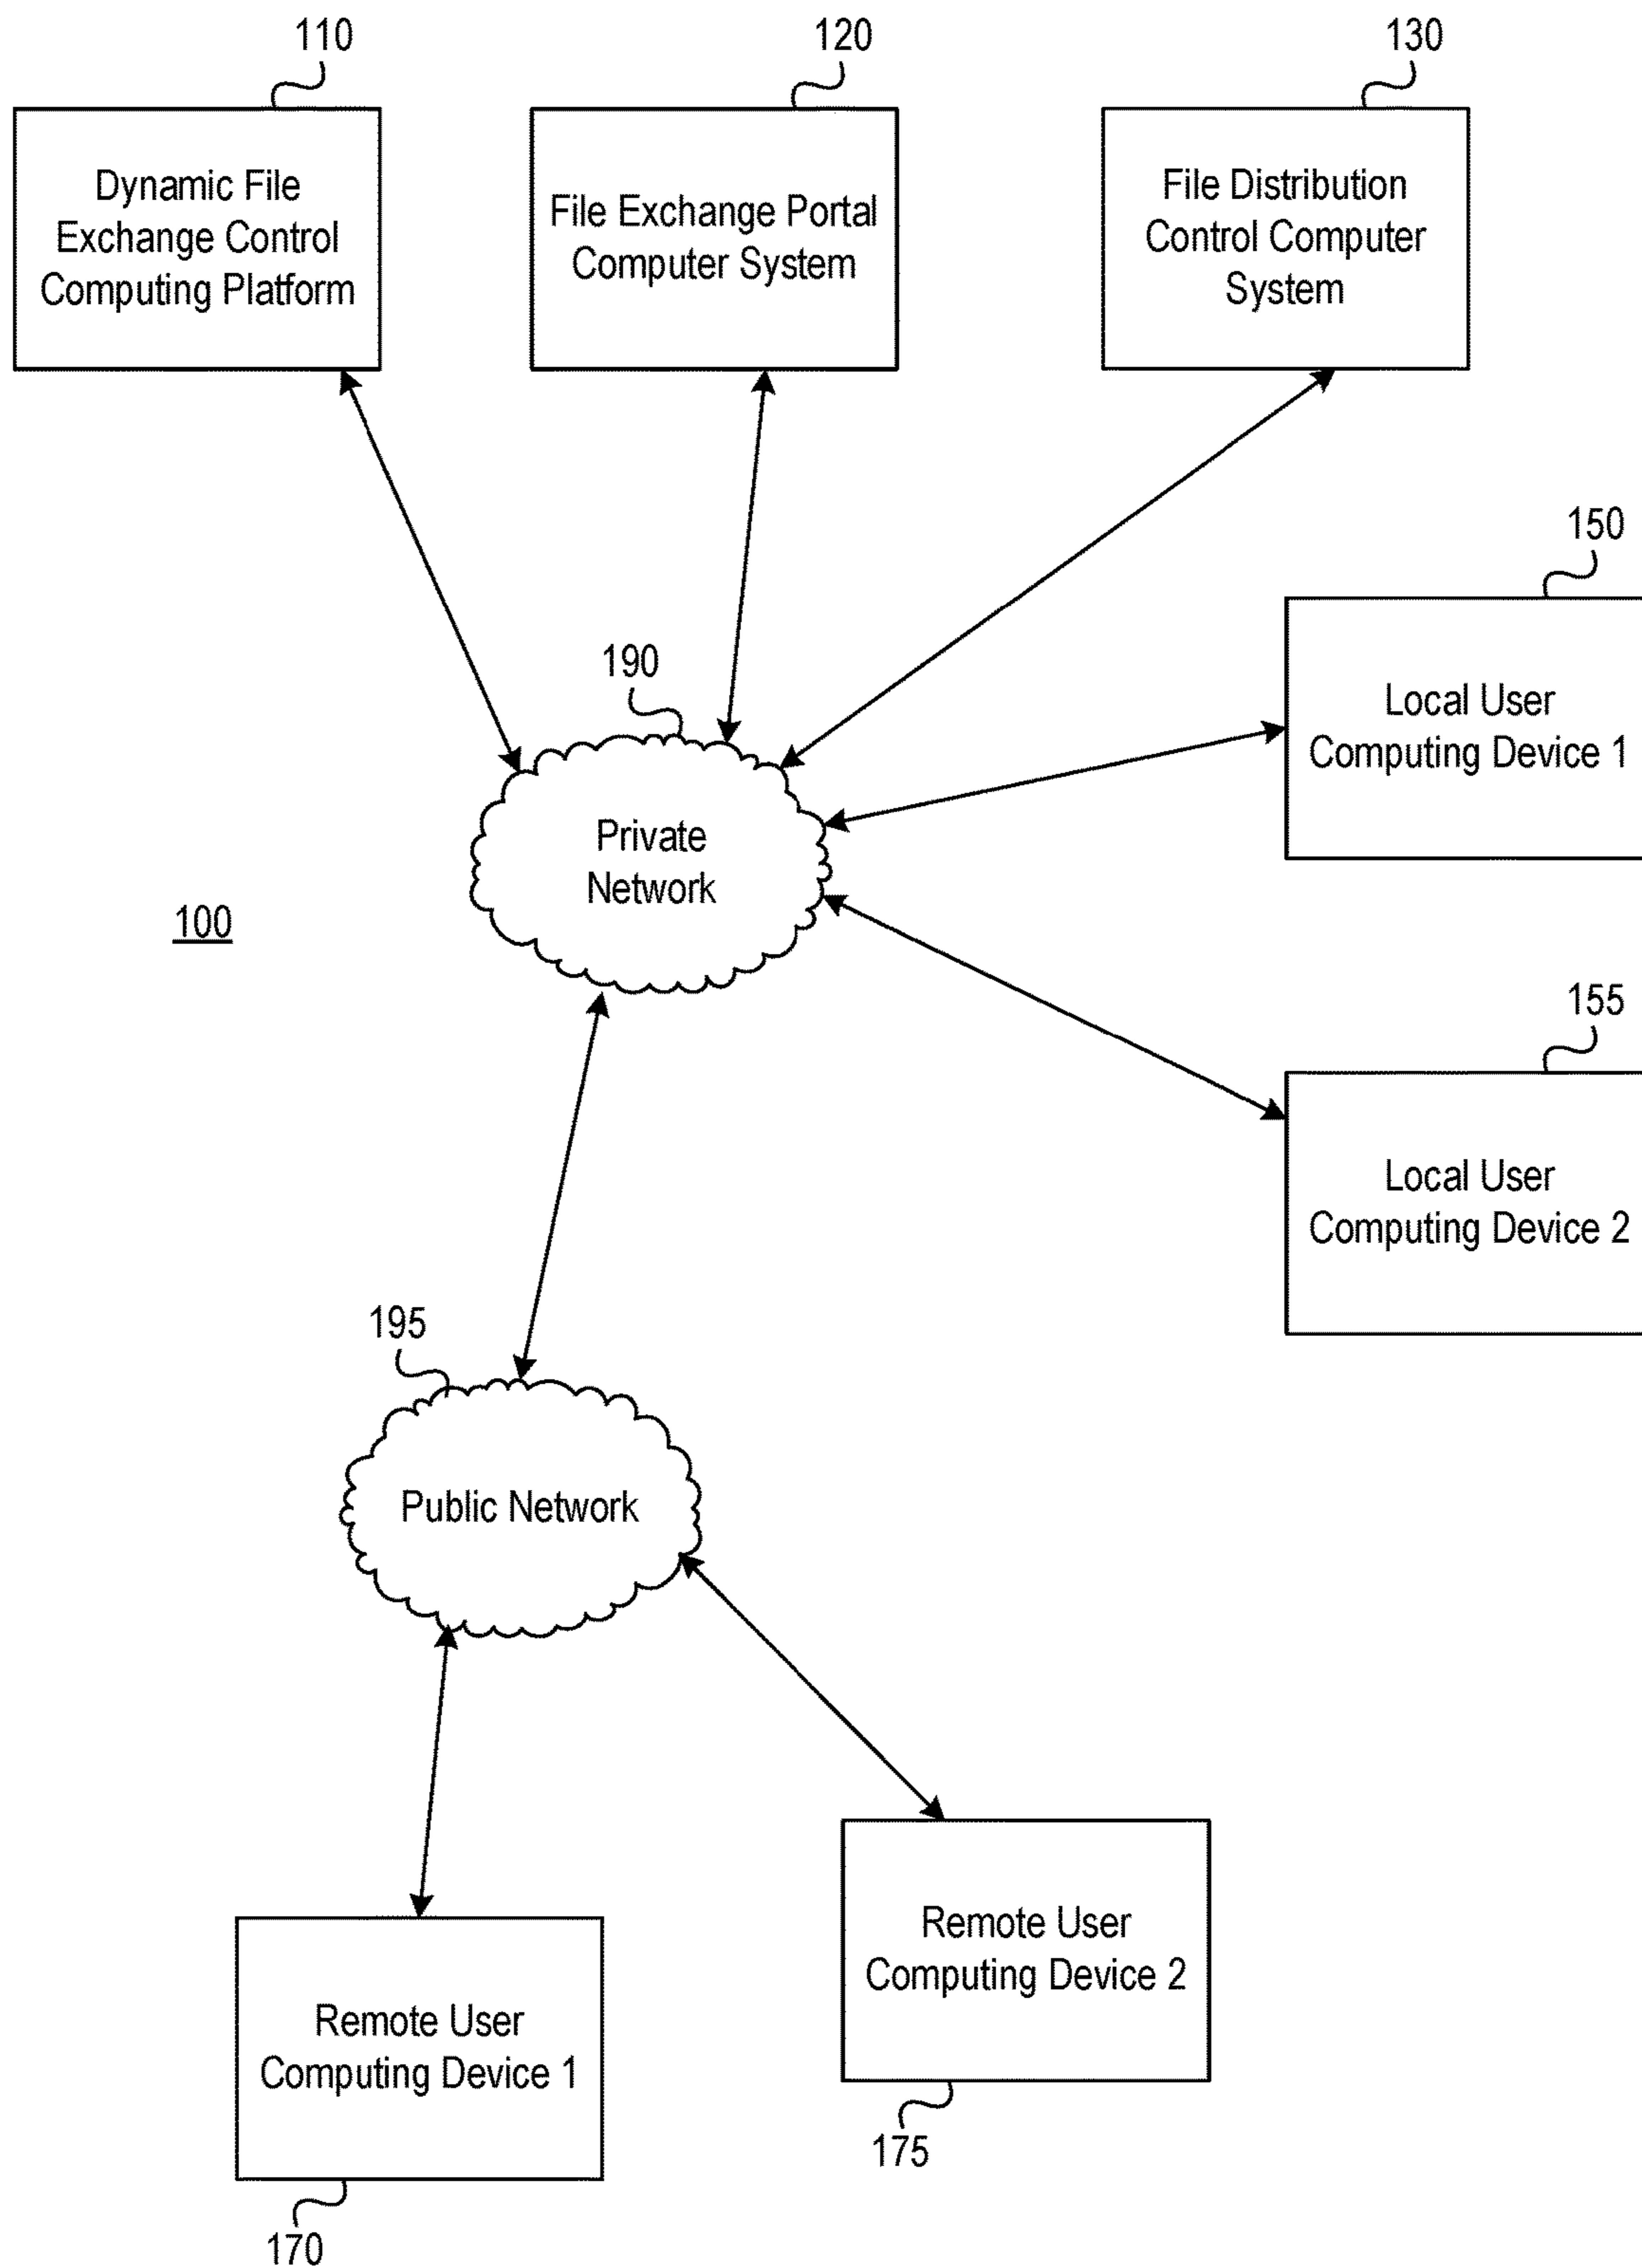 110
120
130
Dynamic File
Exchange Control
Computing Platform
File Exchange Portal
Computer System
File Distribution
Control Computer
System
150
Local User
Computing Device 1
190
Private
Network
100
155
Local User
Computing Device 2
195
Public Network
Remote User
Computing Device 2
175
Remote User
Computing Device 1
170